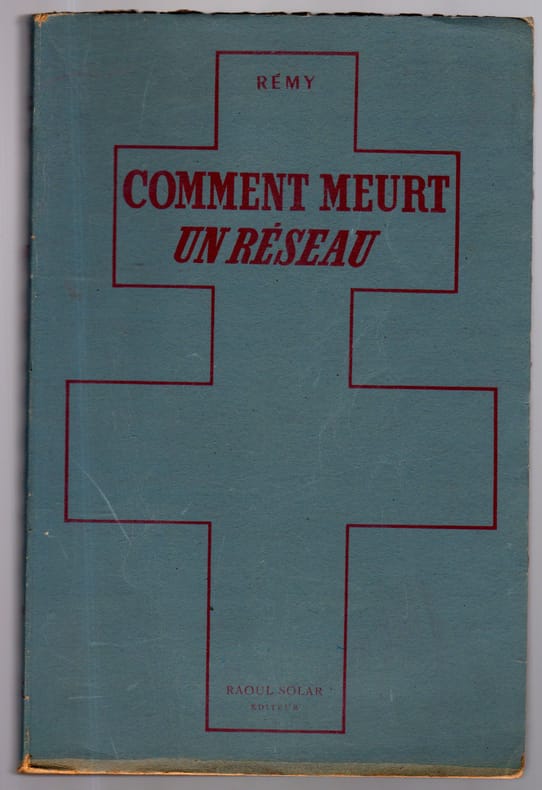 RÉMY
COMMENT MEURT
UN RÉSEAU
RAOUL SOLAR
EDITEUR